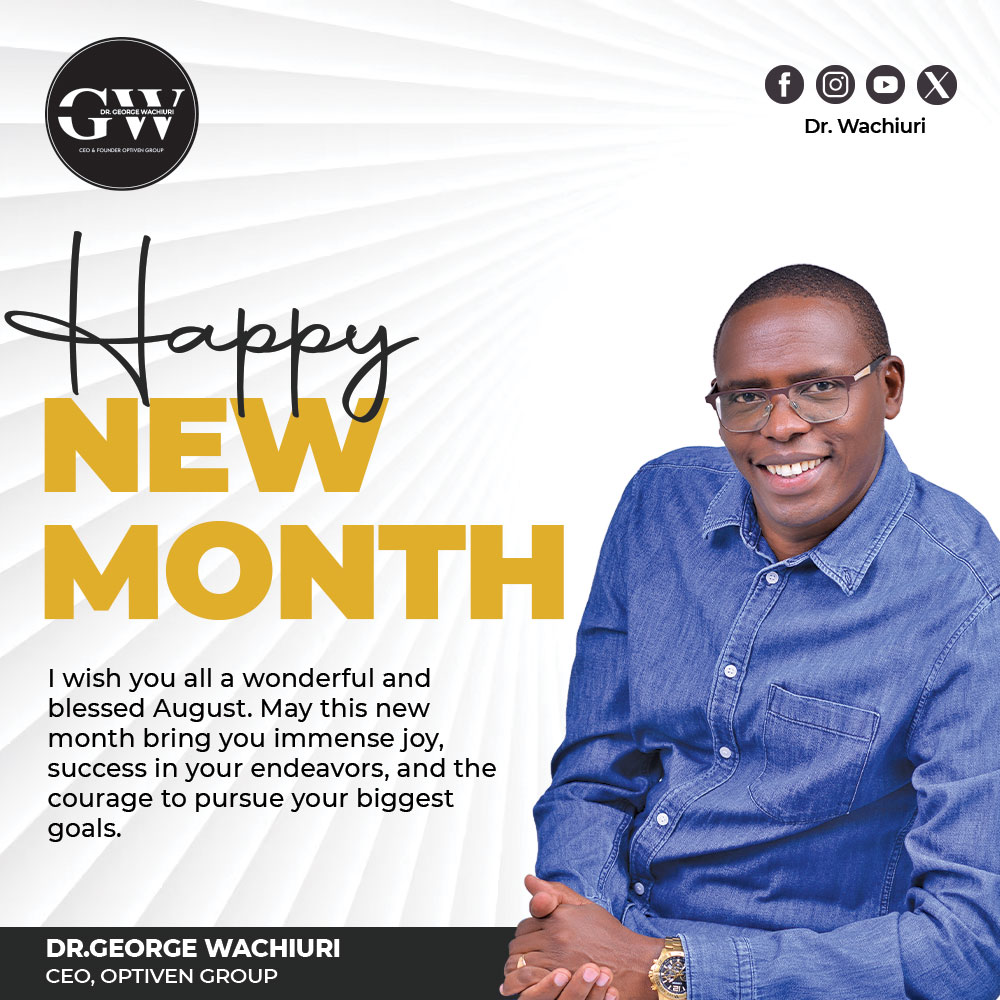 GW
DR. GEORGE WACHIURI
CEO & FOUNDER OPTIVEN GROUP
Dr. Wachiuri
Happy
NEW
MONTH
I wish you all a wonderful and
blessed August. May this new
month bring you immense joy,
success in your endeavors, and the
courage to pursue your biggest
goals.
DR.GEORGE WACHIURI
CEO, OPTIVEN GROUP